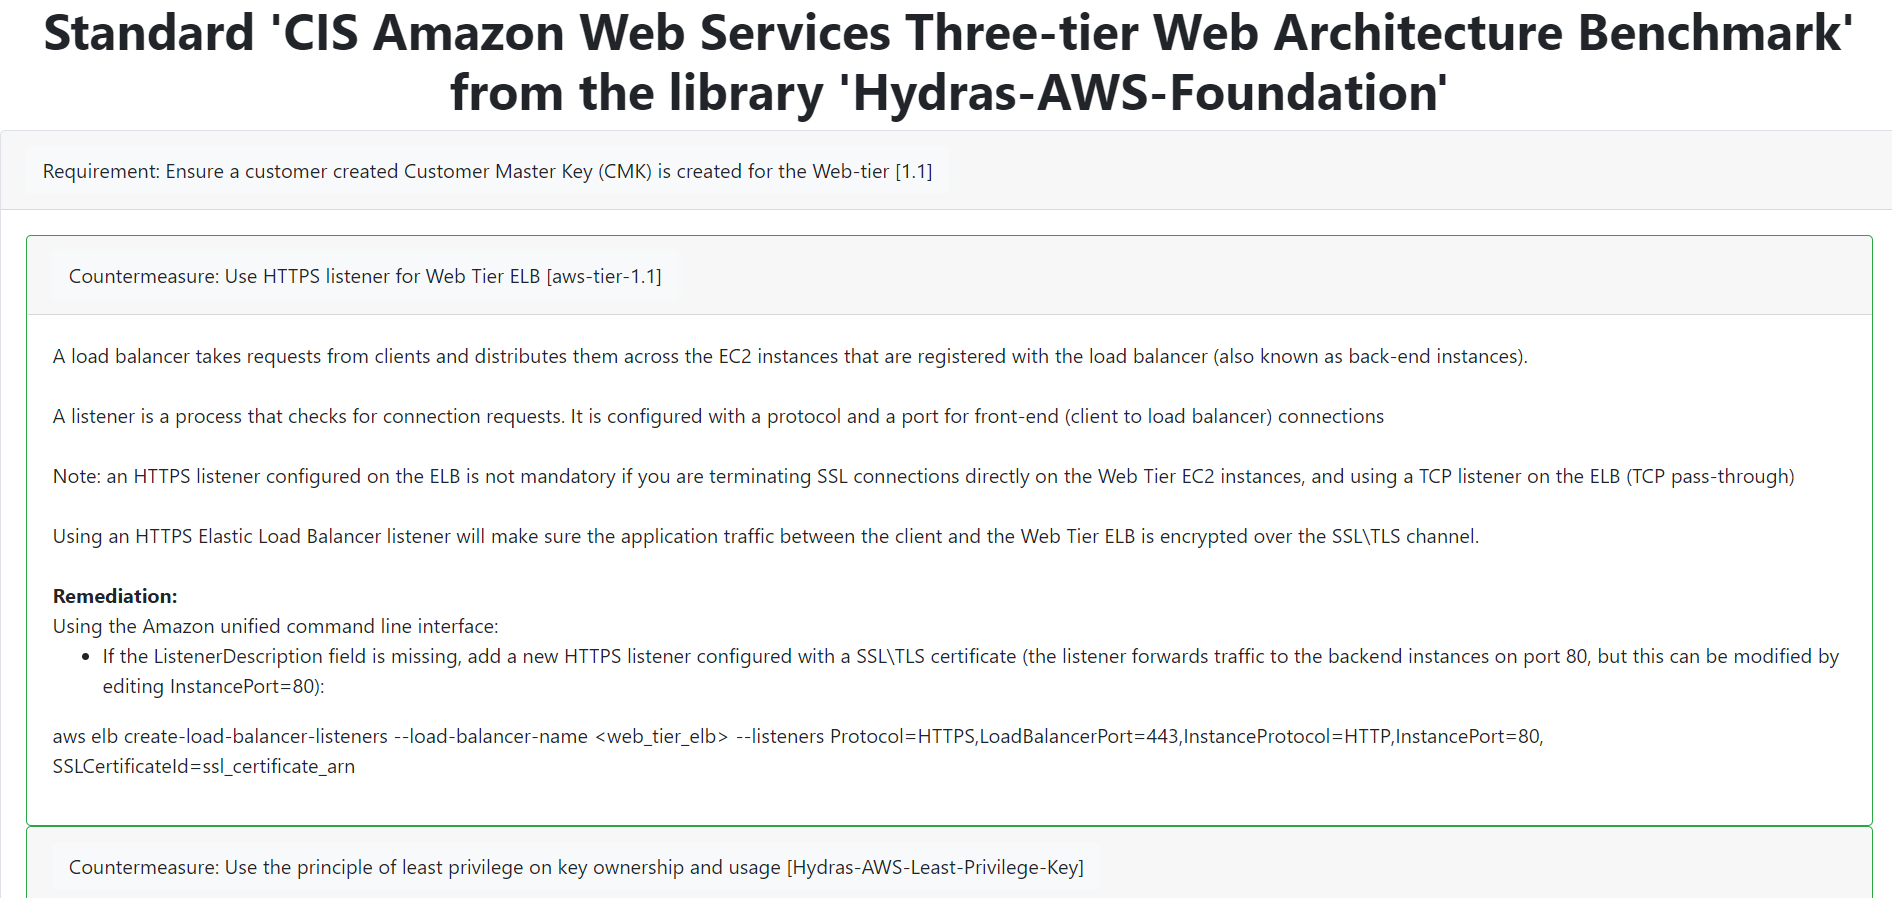 Standard 'CIS Amazon Web Services Three-tier Web Architecture Benchmark'
from the library 'Hydras-AWS-Foundation'
Requirement: Ensure a customer created Customer Master Key (CMK) is created for the Web-tier [1.1]
Countermeasure: Use HTTPS listener for Web Tier ELB [aws-tier-1.1]
A load balancer takes requests from clients and distributes them across the EC2 instances that are registered with the load balancer (also known as back-end instances).
A listener is a process that checks for connection requests. It is configured with a protocol and a port for front-end (client to load balancer) connections
Note: an HTTPS listener configured on the ELB is not mandatory if you are terminating SSL connections directly on the Web Tier EC2 instances, and using a TCP listener on the ELB (TCP pass-through)
Using an HTTPS Elastic Load Balancer listener will make sure the application traffic between the client and the Web Tier ELB is encrypted over the SSL\TLS channel.
Remediation:
Using the Amazon unified command line interface:
• If the ListenerDescription field is missing, add a new HTTPS listener configured with a SSL\TLS certificate (the listener forwards traffic to the backend instances on port 80, but this can be modified by
editing InstancePort=80):
aws elb create-load-balancer-listeners --load-balancer-name <web_tier_elb> --listeners Protocol=HTTPS,LoadBalancerPort=443,InstanceProtocol=HTTP,InstancePort=80,
SSLCertificateId=ssl_certificate_arn
Countermeasure: Use the principle of least privilege on key ownership and usage [Hydras-AWS-Least-Privilege-Key]